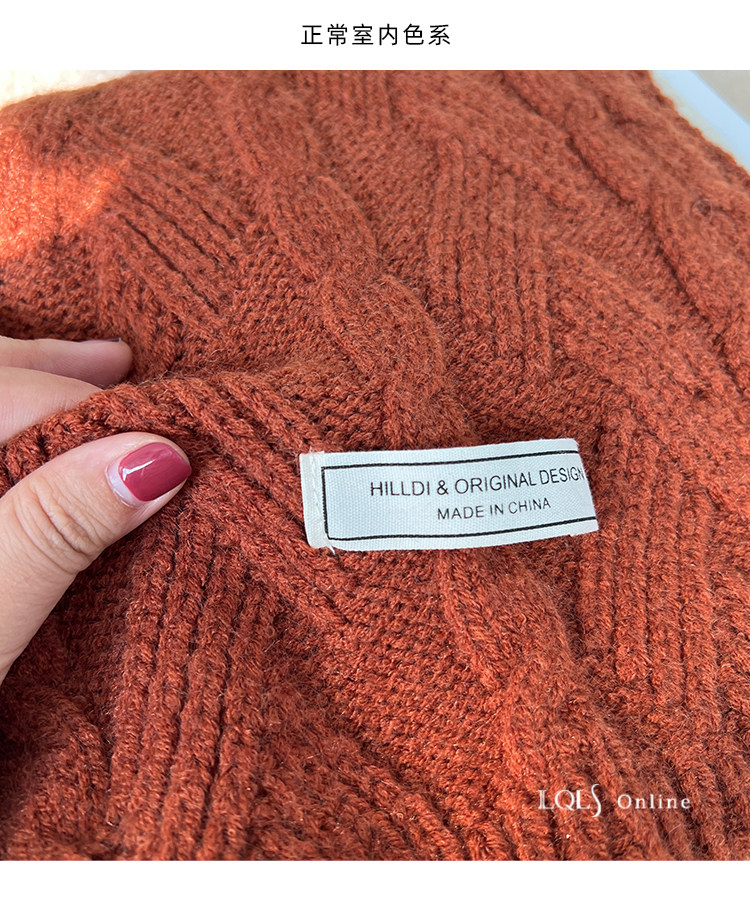 正常室内色系
HILLDI & ORIGINAL DESIGN
MADE IN CHINA
LQLS Online